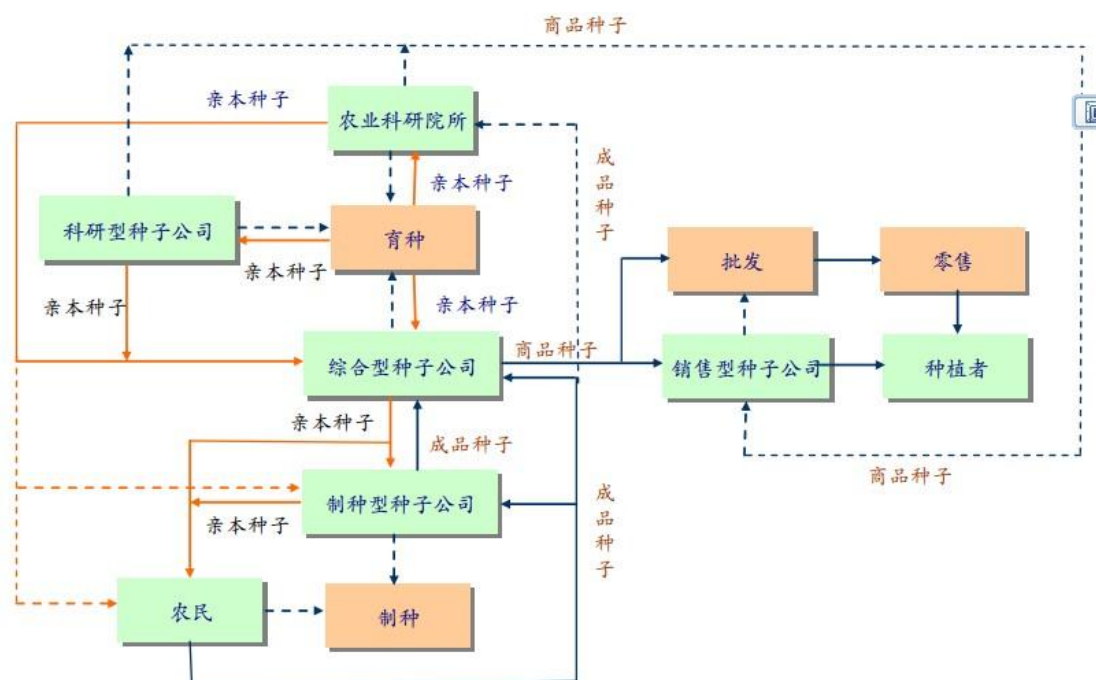 商品种子
亲本种子
农业科研院所
成品种子
亲本种子
科研型种子公司
育种
批发
零售
亲本种子
亲本种子
亲本种子
商品种子
综合型种子公司
销售型种子公司
种植者
亲本种子
成品种子
商品种子
制种型种子公司
成品种子
亲本种子
农民
制种